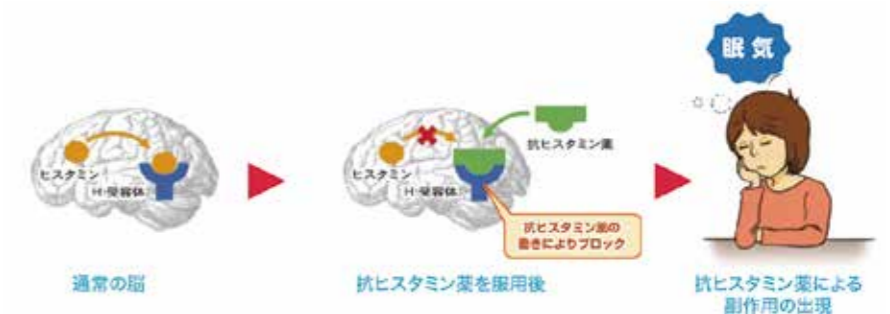 眠気
ヒスタミン
H₁受容体
通常の脳
ヒスタミン
H₁受容体
抗ヒスタミン薬
抗ヒスタミン薬の
働きによりブロック
抗ヒスタミン薬を服用後
抗ヒスタミン薬による
副作用の出現